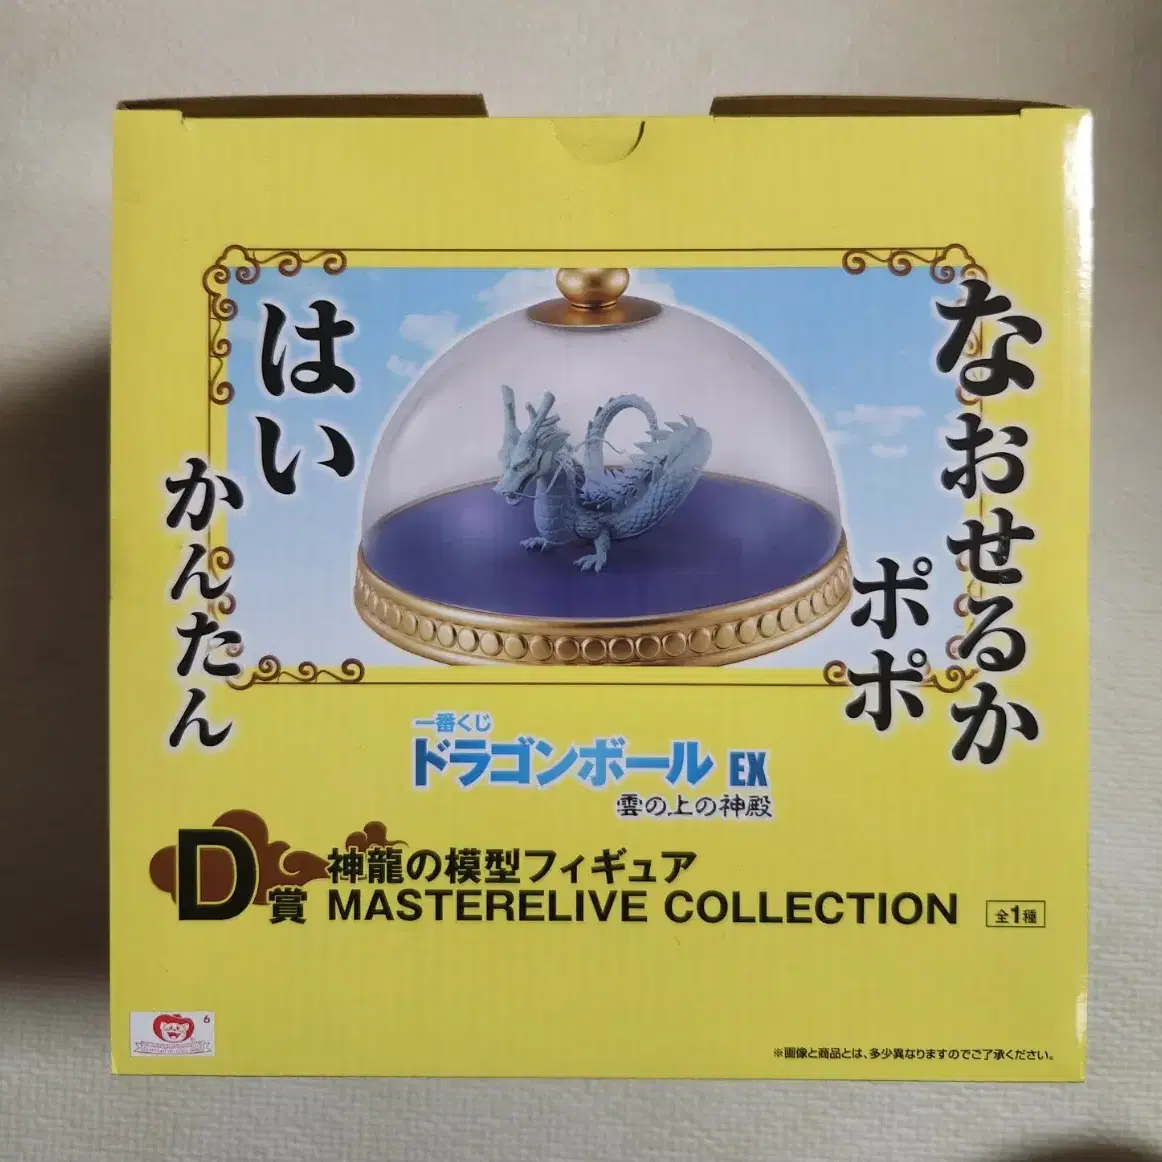 なおせるか
ポポ
はい
かんたん
一番くじ
ドラゴンボール EX
雲の上の神殿
D賞 神龍の模型フィギュア
MASTERELIVE COLLECTION 全1種
6
※画像と商品とは、多少異なりますのでご了承ください。